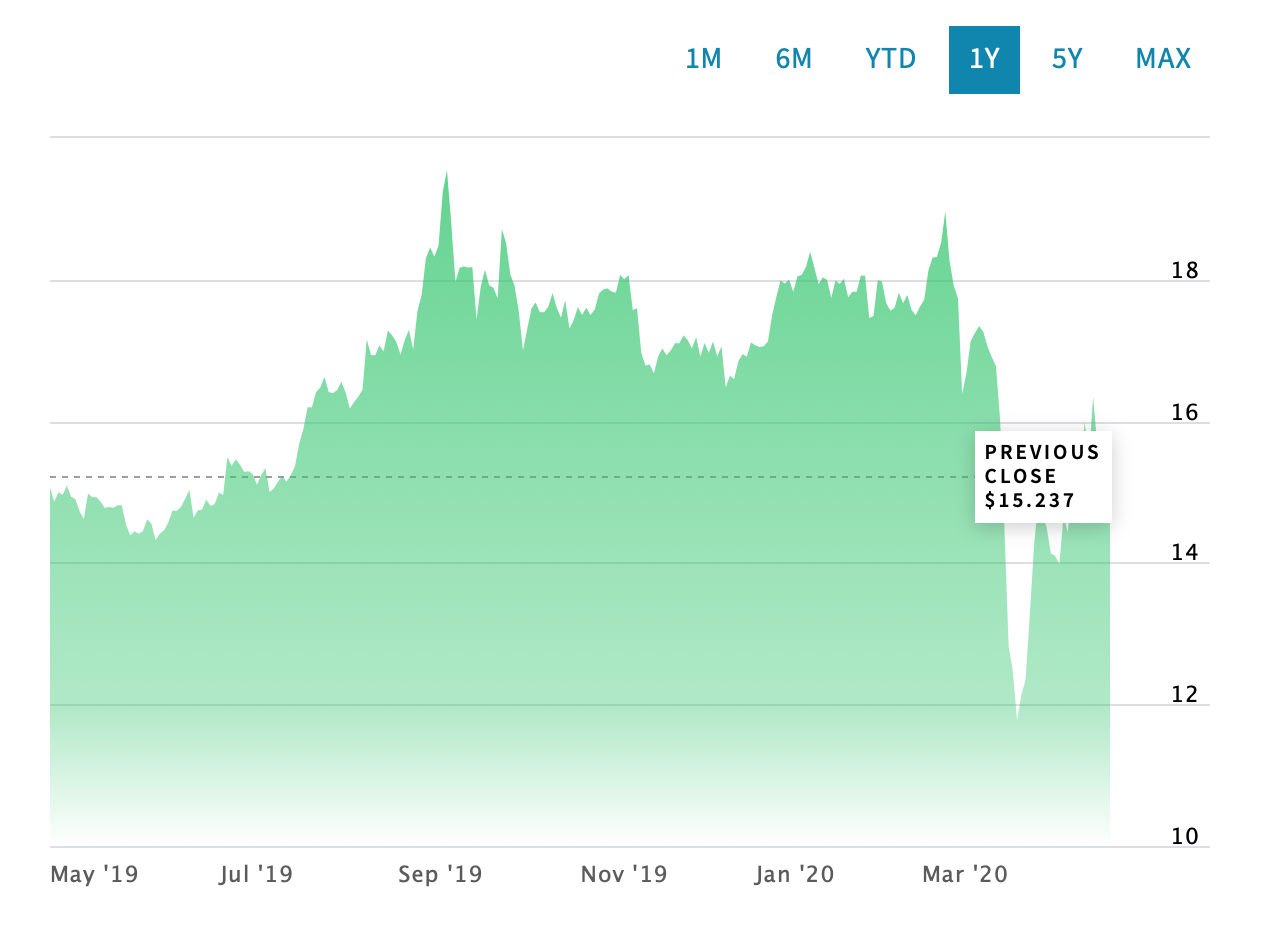 1M 6M YTD 1Y 5Y MAX
18
16
PREVIOUS
CLOSE
$15.237
14
12
10
May '19 Jul '19 Sep '19 Nov '19 Jan '20 Mar '20